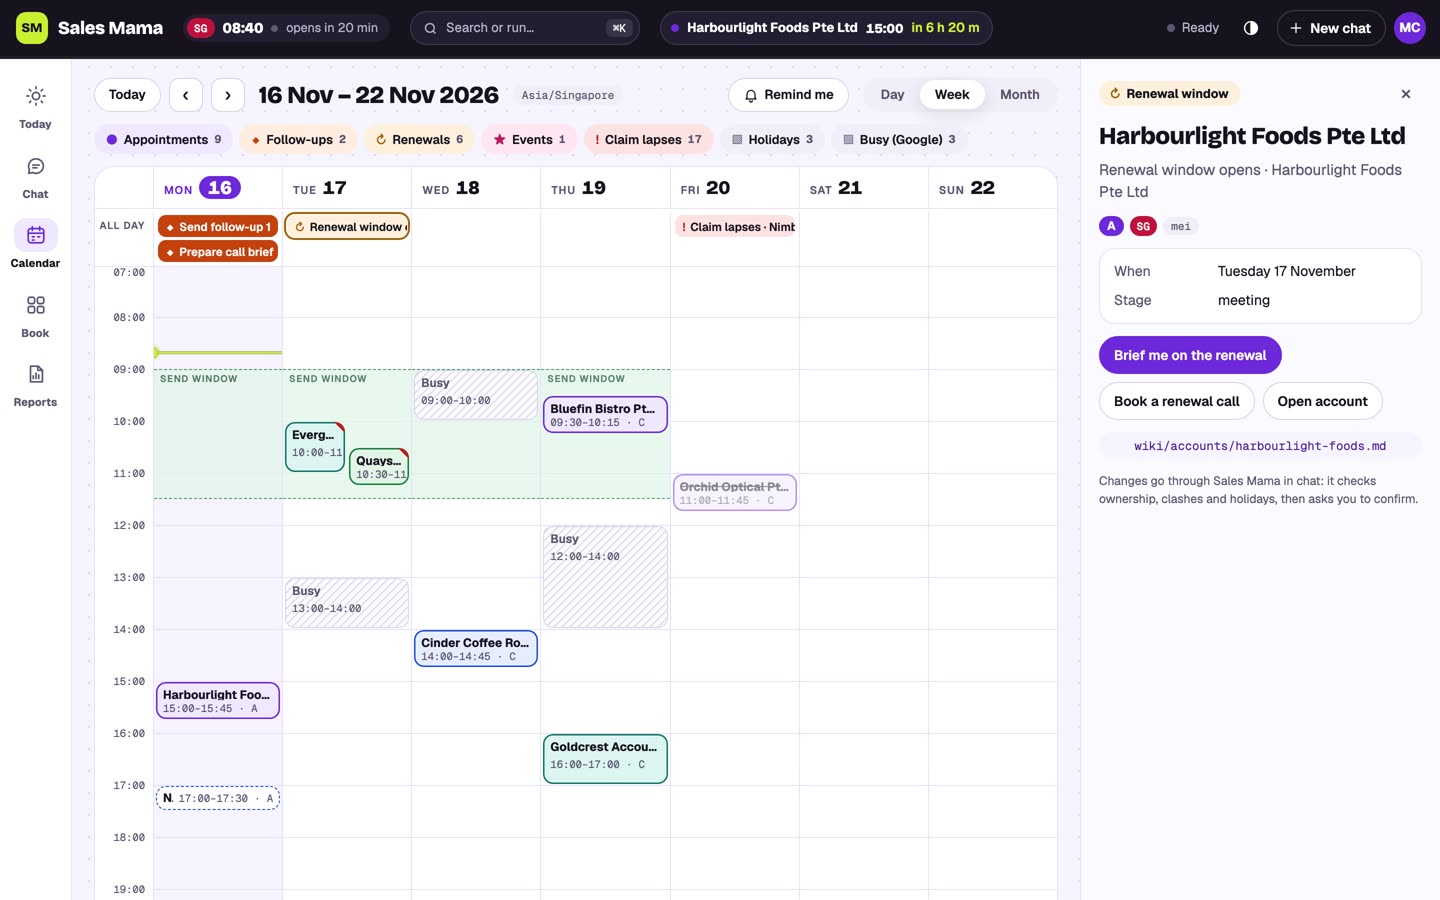 SM Sales Mama SG 08:40 opens in 20 min Search or run... ⌘K Harbourlight Foods Pte Ltd 15:00 in 6 h 20 m Ready New chat MC
Today
Chat
Calendar
Book
Reports
Today ‹ › 16 Nov – 22 Nov 2026 Asia/Singapore Remind me Day Week Month
Appointments 9 Follow-ups 2 Renewals 6 Events 1 ! Claim lapses 17 Holidays 3 Busy (Google) 3
MON 16 TUE 17 WED 18 THU 19 FRI 20 SAT 21 SUN 22
ALL DAY
Send follow-up 1
Prepare call brief
Renewal window
! Claim lapses · Nimb
07:00
08:00
09:00
10:00
11:00
12:00
13:00
14:00
15:00
16:00
17:00
18:00
19:00
SEND WINDOW
Harbourlight Foo...
15:00–15:45 · A
N. 17:00–17:30 · A
SEND WINDOW
Everg...
10:00–11
Quays...
10:30–11
Busy
13:00–14:00
Busy
09:00–10:00
Cinder Coffee Ro...
14:00–14:45 · C
SEND WINDOW
Bluefin Bistro Pt...
09:30–10:15 · C
Busy
12:00–14:00
Goldcrest Accou...
16:00–17:00 · C
Orchid Optical Pt...
11:00–11:45 · C
Renewal window ✕
Harbourlight Foods Pte Ltd
Renewal window opens · Harbourlight Foods
Pte Ltd
A SG mei
When Tuesday 17 November
Stage meeting
Brief me on the renewal
Book a renewal call Open account
wiki/accounts/harbourlight-foods.md
Changes go through Sales Mama in chat: it checks
ownership, clashes and holidays, then asks you to confirm.